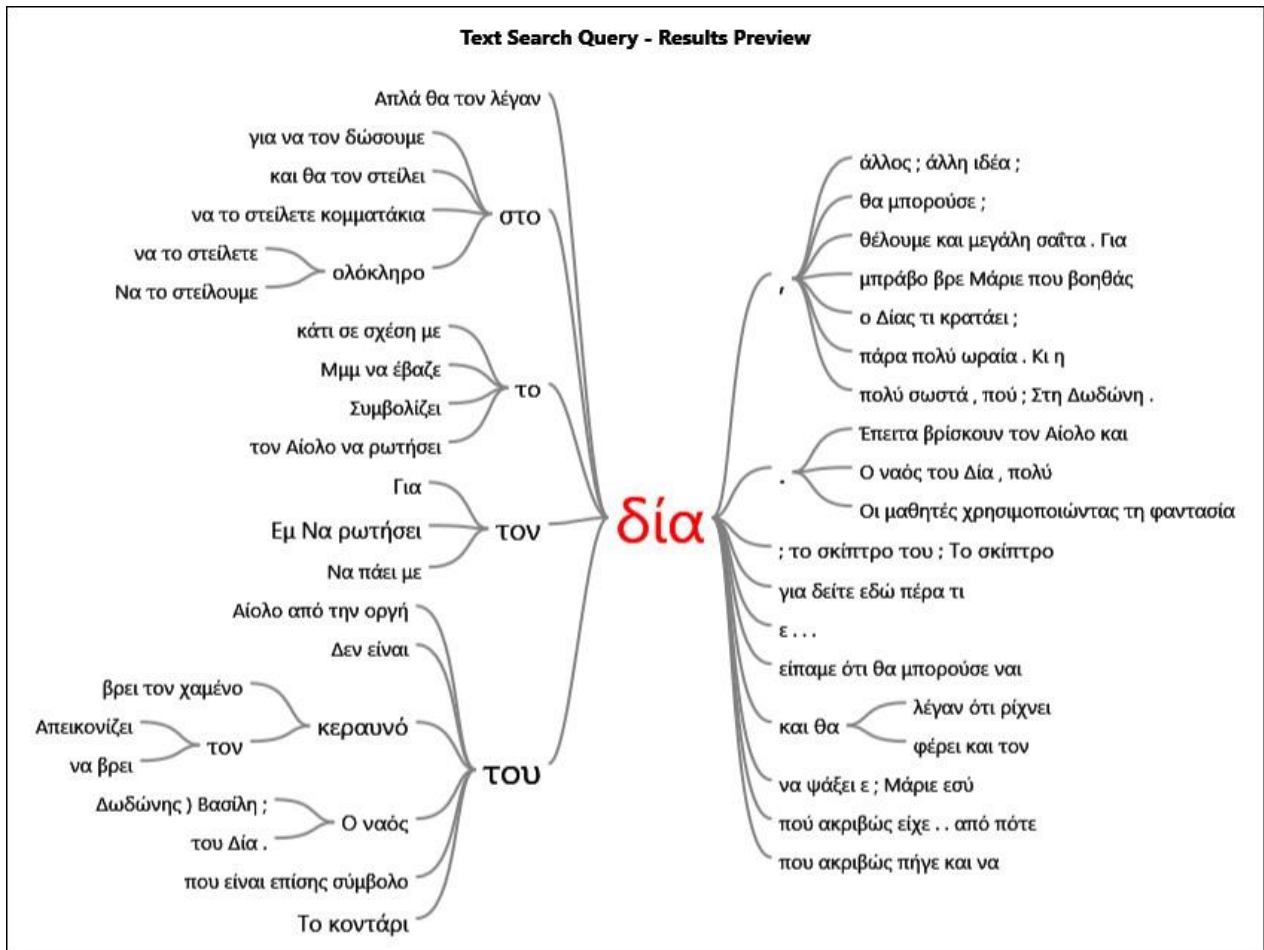 Text Search Query - Results Preview
Απλά θα τον λέγαν
για να τον δώσουμε
και θα τον στείλει
να το στείλετε κομματάκια
στο
να το στείλετε
ολόκληρο
Να το στείλουμε
κάτι σε σχέση με
Μμμ να έβαζε
το
Συμβολίζει
τον Αίολο να ρωτήσει
Για
Εμ Να ρωτήσει
τον
Να πάει με
Αίολο από την οργή
Δεν είναι
βρει τον χαμένο
κεραυνό
Απεικονίζει
τον
να βρει
του
Δωδώνης ) Βασίλη ;
Ο ναός
του Δία .
που είναι επίσης σύμβολο
Το κοντάρι
δία
,
άλλος ; άλλη ιδέα ;
θα μπορούσε ;
θέλουμε και μεγάλη σαΐτα . Για
μπράβο βρε Μάριε που βοηθάς
ο Δίας τι κρατάει ;
πάρα πολύ ωραία . Κι η
πολύ σωστά , πού ; Στη Δωδώνη .
.
Έπειτα βρίσκουν τον Αίολο και
Ο ναός του Δία , πολύ
Οι μαθητές χρησιμοποιώντας τη φαντασία
; το σκίπτρο του ; Το σκίπτρο
για δείτε εδώ πέρα τι
ε . . .
είπαμε ότι θα μπορούσε ναι
και θα
λέγαν ότι ρίχνει
φέρει και τον
να ψάξει ε ; Μάριε εσύ
πού ακριβώς είχε . . από πότε
που ακριβώς πήγε και να